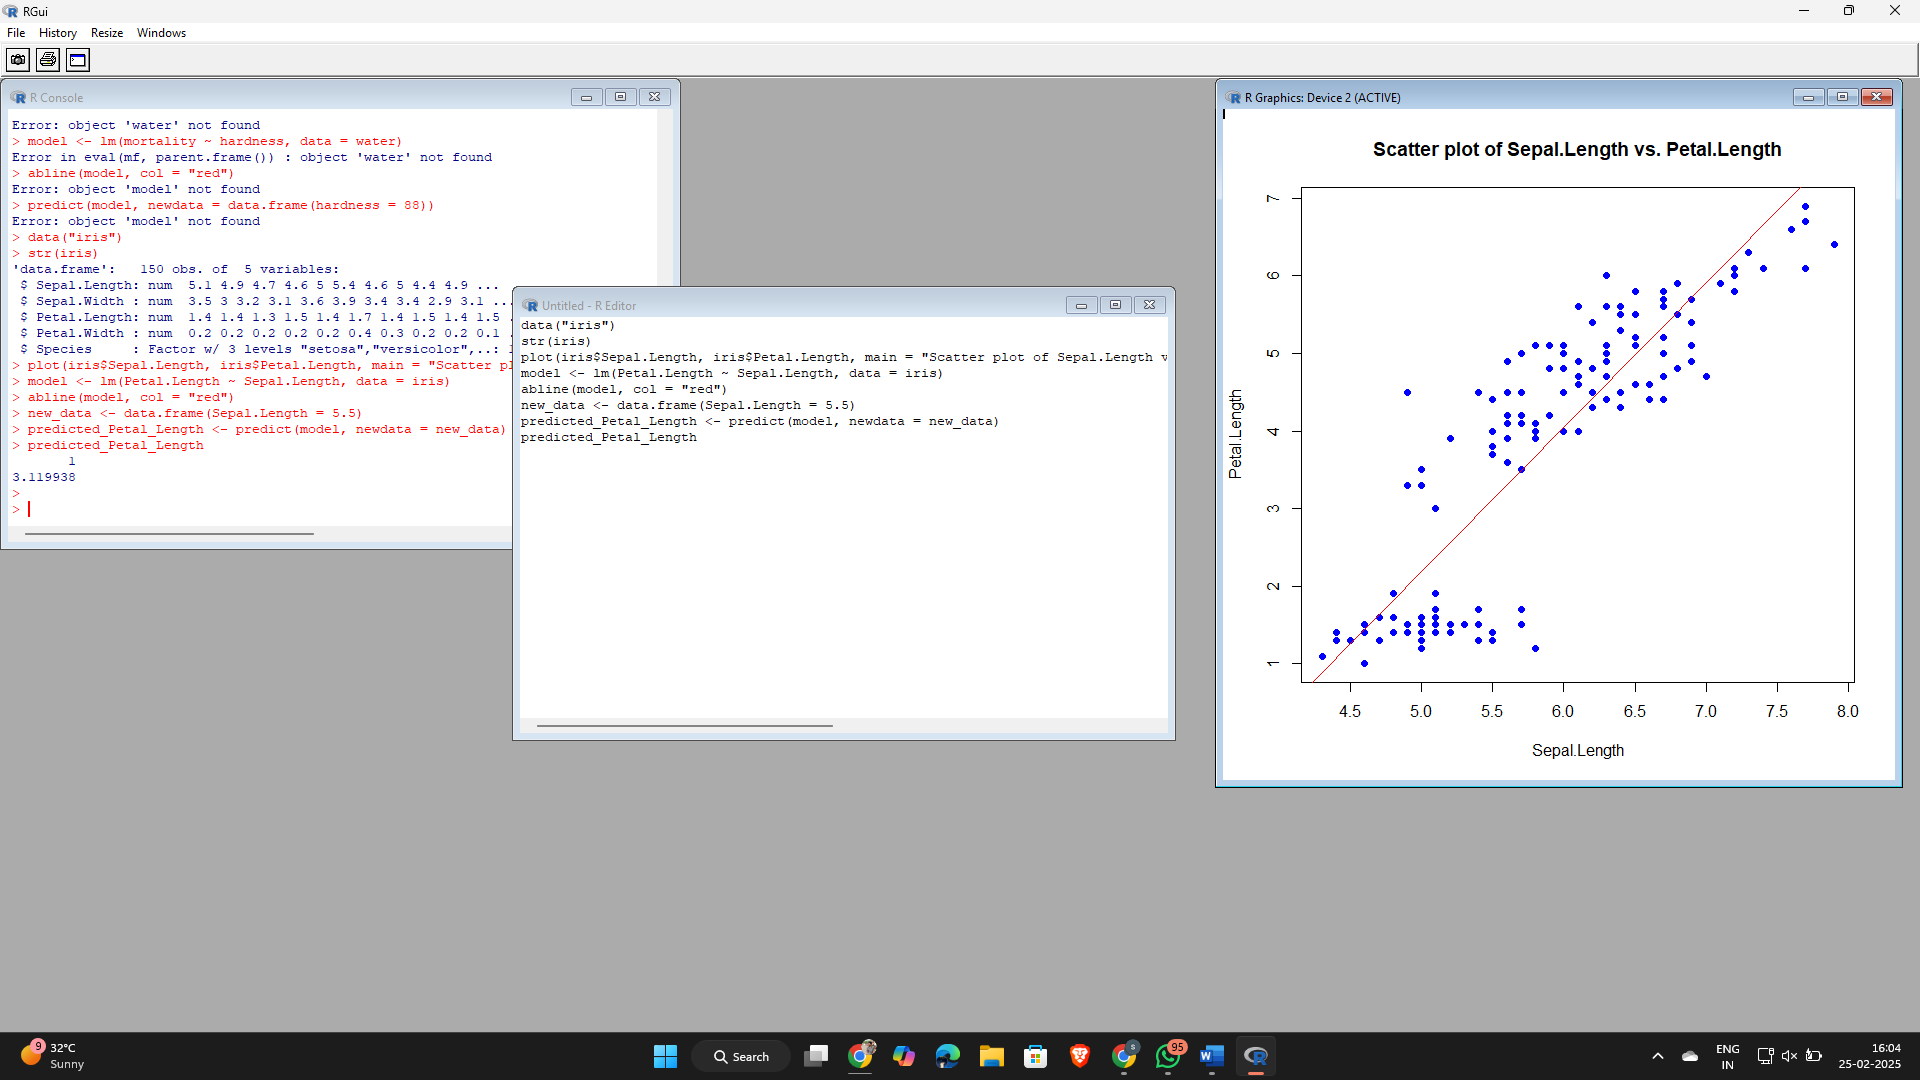 RGui
File History Resize Windows
R Console
Error: object 'water' not found
> model <- lm(mortality ~ hardness, data = water)
Error in eval(mf, parent.frame()) : object 'water' not found
> abline(model, col = "red")
Error: object 'model' not found
> predict(model, newdata = data.frame(hardness = 88))
Error: object 'model' not found
> data("iris")
> str(iris)
'data.frame':   150 obs. of  5 variables:
 $ Sepal.Length: num  5.1 4.9 4.7 4.6 5 5.4 4.6 5 4.4 4.9 ...
 $ Sepal.Width : num  3.5 3 3.2 3.1 3.6 3.9 3.4 3.4 2.9 3.1 ...
 $ Petal.Length: num  1.4 1.4 1.3 1.5 1.4 1.7 1.4 1.5 1.4 1.5 .
 $ Petal.Width : num  0.2 0.2 0.2 0.2 0.2 0.4 0.3 0.2 0.2 0.1 .
 $ Species     : Factor w/ 3 levels "setosa","versicolor",..:
> plot(iris$Sepal.Length, iris$Petal.Length, main = "Scatter pl
> model <- lm(Petal.Length ~ Sepal.Length, data = iris)
> abline(model, col = "red")
> new_data <- data.frame(Sepal.Length = 5.5)
> predicted_Petal_Length <- predict(model, newdata = new_data)
> predicted_Petal_Length
       1
3.119938
>
>
Untitled - R Editor
data("iris")
str(iris)
plot(iris$Sepal.Length, iris$Petal.Length, main = "Scatter plot of Sepal.Length v
model <- lm(Petal.Length ~ Sepal.Length, data = iris)
abline(model, col = "red")
new_data <- data.frame(Sepal.Length = 5.5)
predicted_Petal_Length <- predict(model, newdata = new_data)
predicted_Petal_Length
R Graphics: Device 2 (ACTIVE)
Scatter plot of Sepal.Length vs. Petal.Length
7
6
5
4
3
2
1
Petal.Length
4.5 5.0 5.5 6.0 6.5 7.0 7.5 8.0
Sepal.Length
9
32°C
Sunny
Search
S
95
ENG
IN
16:04
25-02-2025